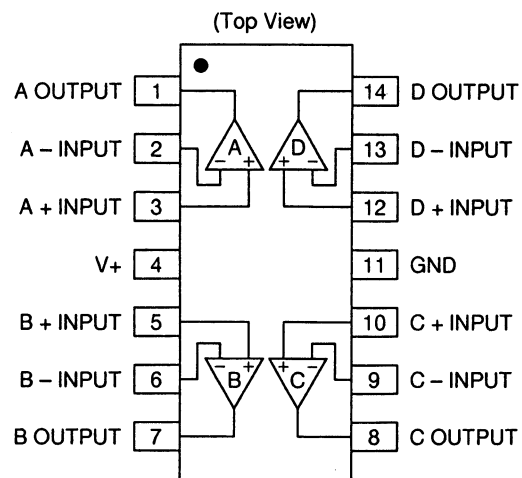 (Top View)
A OUTPUT 1 14 D OUTPUT
A – INPUT 2 A D 13 D – INPUT
– + + –
A + INPUT 3 12 D + INPUT
V+ 4 11 GND
B + INPUT 5 10 C + INPUT
– + + –
B – INPUT 6 B C 9 C – INPUT
B OUTPUT 7 8 C OUTPUT